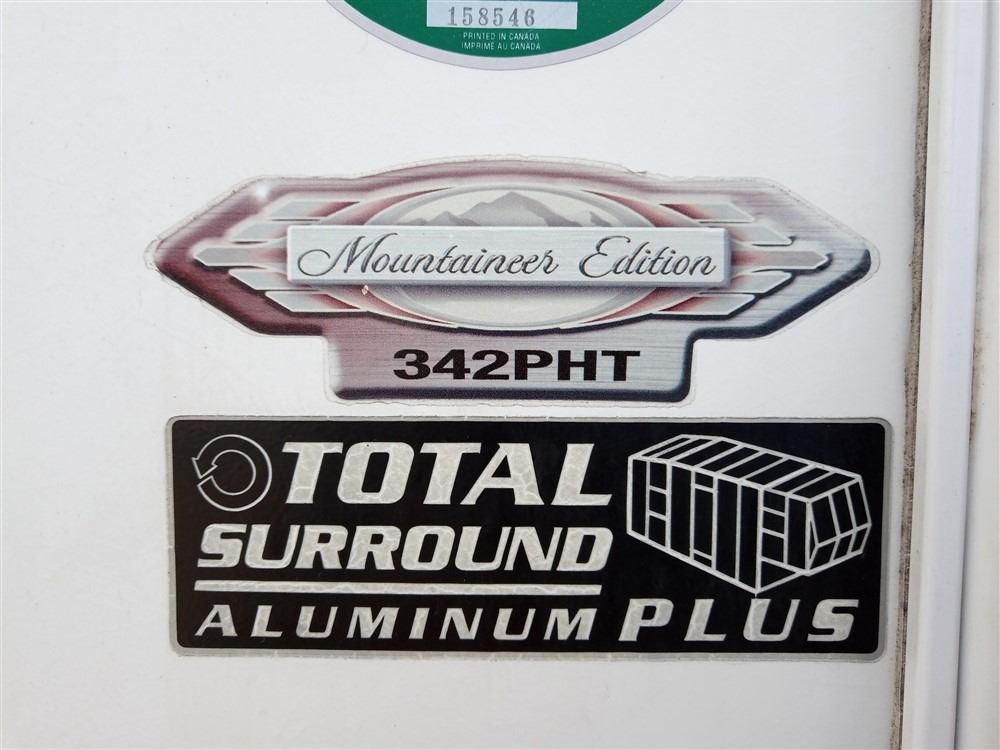 158546
PRINTED IN CANADA
IMPRIMÉ AU CANADA
Mountaineer Edition
342PHT
TOTAL
SURROUND
ALUMINUM PLUS